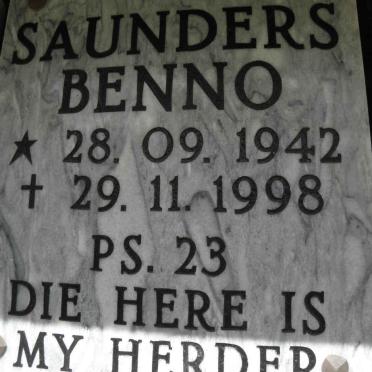 SAUNDERS
BENNO
★ 28. 09. 1942
† 29. 11. 1998
PS. 23
DIE HERE IS
MY HERDER